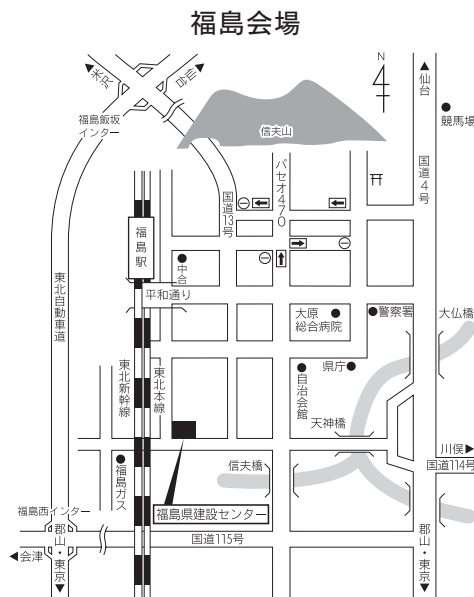 福島会場
米沢
仙台
福島飯坂
インター
信夫山
N
仙台
競馬場
国道4号
国道13号
パセオ470
福島駅
中合
平和通り
東北自動車道
大原
総合病院
警察署
大仏橋
東北新幹線
東北本線
自治会館
県庁
天神橋
川俣
国道114号
福島ガス
信夫橋
福島県建設センター
福島西インター
国道115号
会津
郡山・東京
郡山・東京